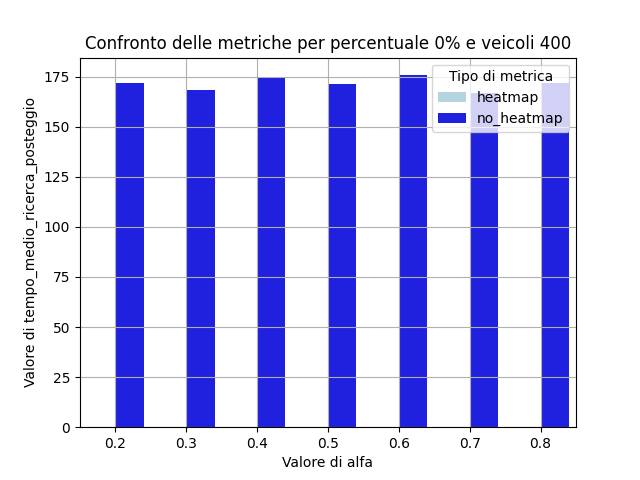 Confronto delle metriche per percentuale 0% e veicoli 400
Valore di tempo_medio_ricerca_posteggio
175
150
125
100
75
50
25
0
Tipo di metrica
heatmap
no_heatmap
0.2 0.3 0.4 0.5 0.6 0.7 0.8
Valore di alfa